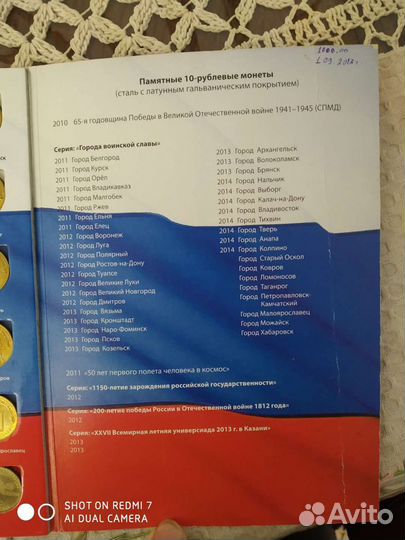 1000=00
1.09.2017г.
Памятные 10-рублевые монеты
(сталь с латунным гальваническим покрытием)
2010 65-я годовщина Победы в Великой Отечественной войне 1941–1945 (СПМД)
Серия: «Города воинской славы»
2011 Город Белгород
2011 Город Курск
2011 Город Орёл
2011 Город Владикавказ
2011 Город Малгобек
2011 Город Ржев
2011 Город Ельня
2011 Город Елец
2012 Город Воронеж
2012 Город Луга
2012 Город Полярный
2012 Город Ростов-на-Дону
2012 Город Туапсе
2012 Город Великие Луки
2012 Город Великий Новгород
2012 Город Дмитров
2013 Город Вязьма
2013 Город Кронштадт
2013 Город Наро-Фоминск
2013 Город Псков
2013 Город Козельск
2013 Город Архангельск
2013 Город Волоколамск
2013 Город Брянск
2014 Город Нальчик
2014 Город Выборг
2014 Город Калач-на-Дону
2014 Город Владивосток
2014 Город Тихвин
2014 Город Тверь
2014 Город Анапа
2014 Город Колпино
Город Старый Оскол
Город Ковров
Город Ломоносов
Город Таганрог
Город Петропавловск-
Камчатский
Город Малоярославец
Город Можайск
Город Хабаровск
2011 «50 лет первого полета человека в космос»
Серия: «1150-летие зарождения российской государственности»
2012
Серия: «200-летие победы России в Отечественной войне 1812 года»
2012
Серия: «XXVII Всемирная летняя универсиада 2013 г. в Казани»
2013
2013
SHOT ON REDMI 7
AI DUAL CAMERA
Avito